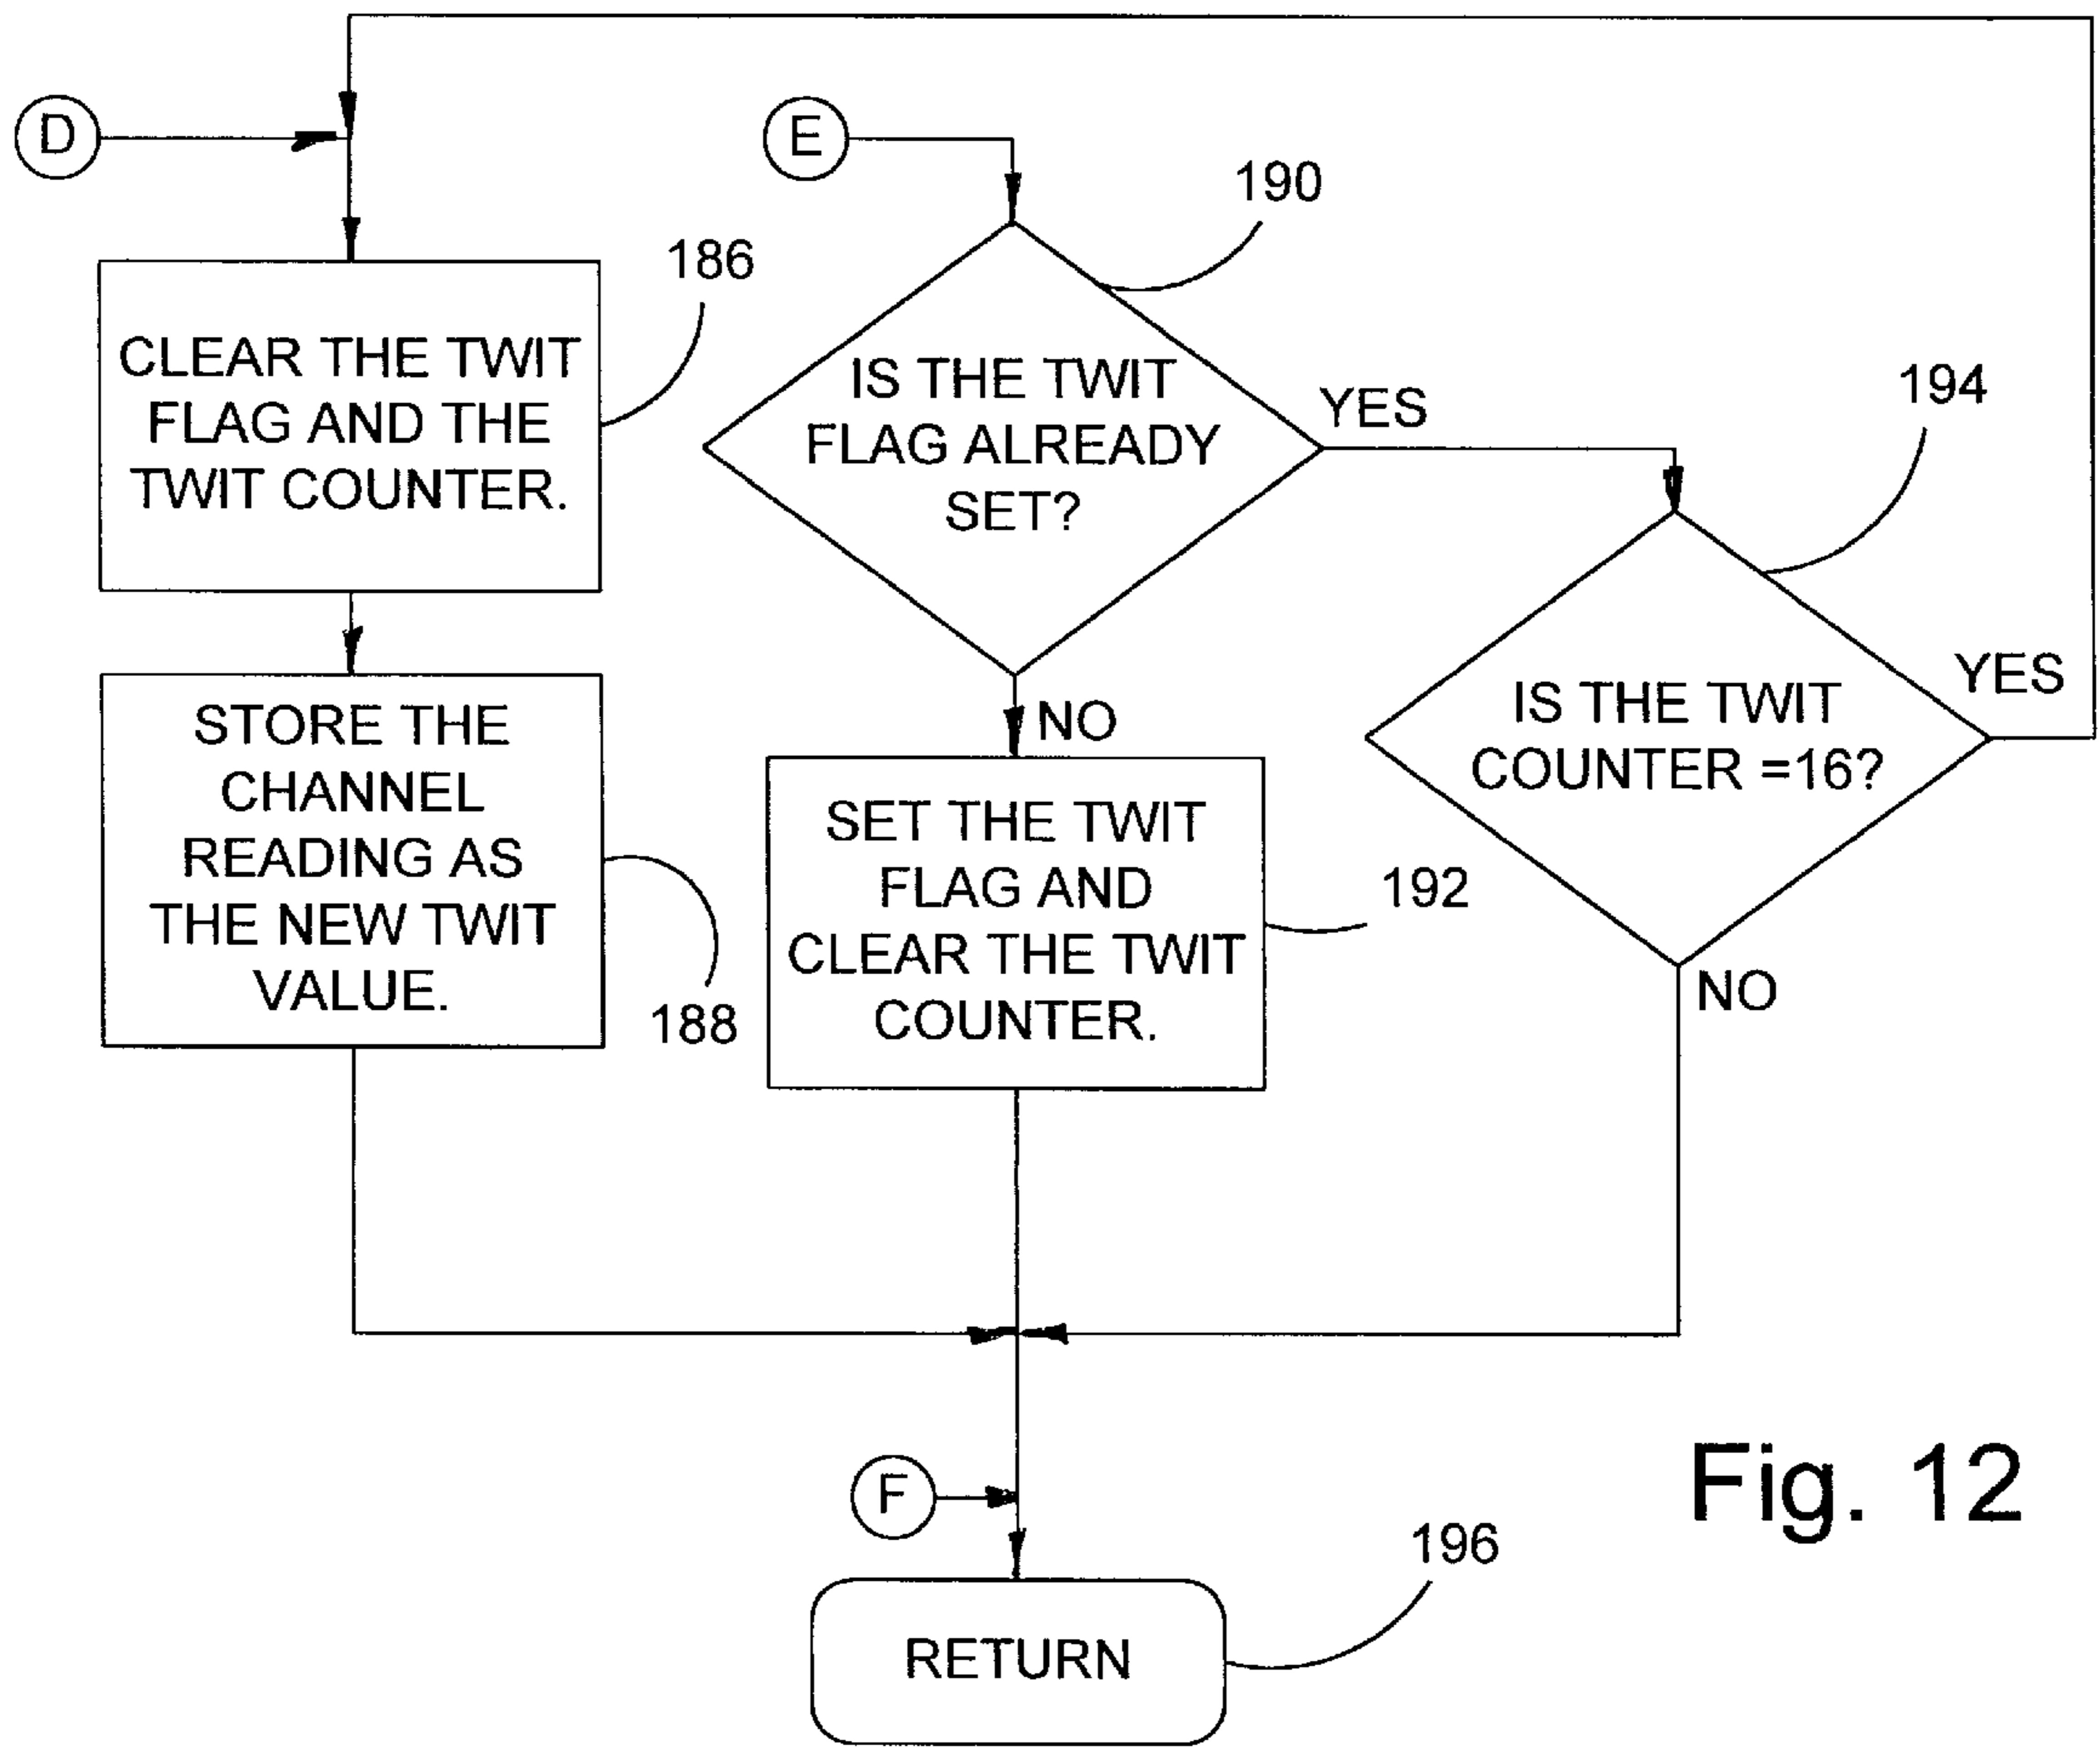 D
E
190
186
CLEAR THE TWIT
FLAG AND THE
TWIT COUNTER.
IS THE TWIT
FLAG ALREADY
SET?
YES
194
STORE THE
CHANNEL
READING AS
THE NEW TWIT
VALUE.
188
NO
SET THE TWIT
FLAG AND
CLEAR THE TWIT
COUNTER.
192
IS THE TWIT
COUNTER =16?
YES
NO
F
Fig. 12
196
RETURN